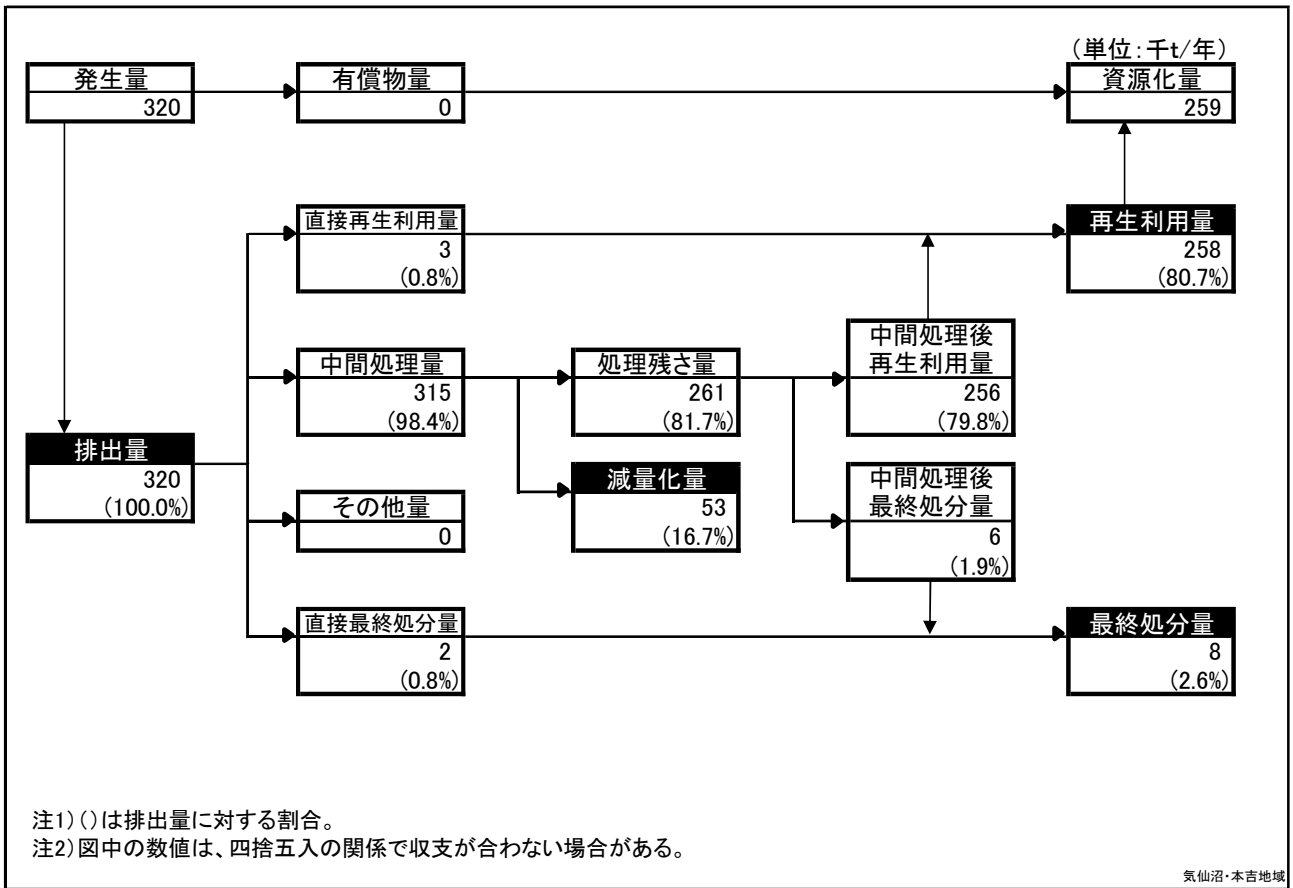 (単位:千t/年)
発生量
320
有償物量
0
資源化量
259
直接再生利用量
3
(0.8%)
再生利用量
258
(80.7%)
中間処理量
315
(98.4%)
処理残さ量
261
(81.7%)
中間処理後
再生利用量
256
(79.8%)
排出量
320
(100.0%)
その他量
0
減量化量
53
(16.7%)
中間処理後
最終処分量
6
(1.9%)
直接最終処分量
2
(0.8%)
最終処分量
8
(2.6%)
注1)()は排出量に対する割合。
注2)図中の数値は、四捨五入の関係で収支が合わない場合がある。
気仙沼・本吉地域